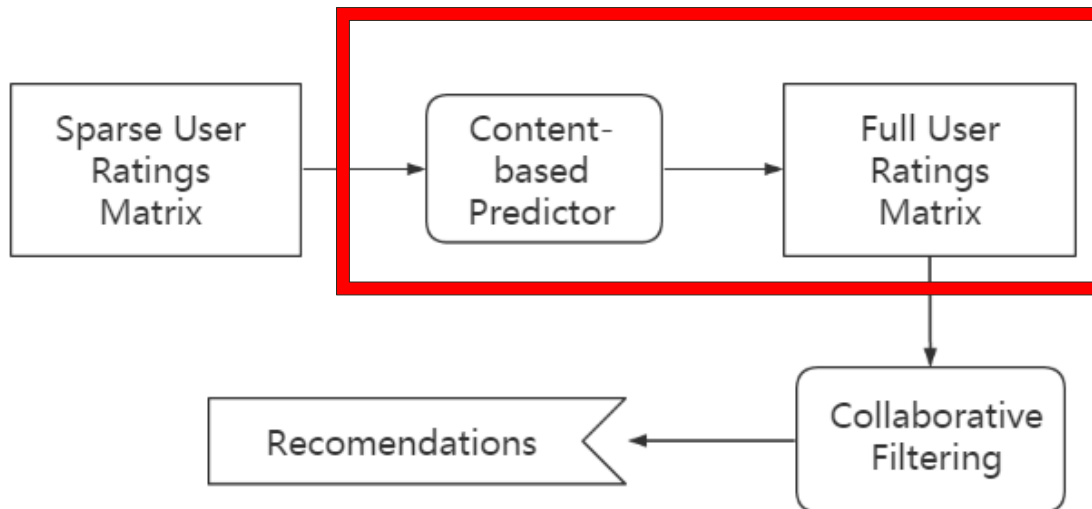 Sparse User
Ratings
Matrix
Content-
based
Predictor
Full User
Ratings
Matrix
Collaborative
Filtering
Recomendations